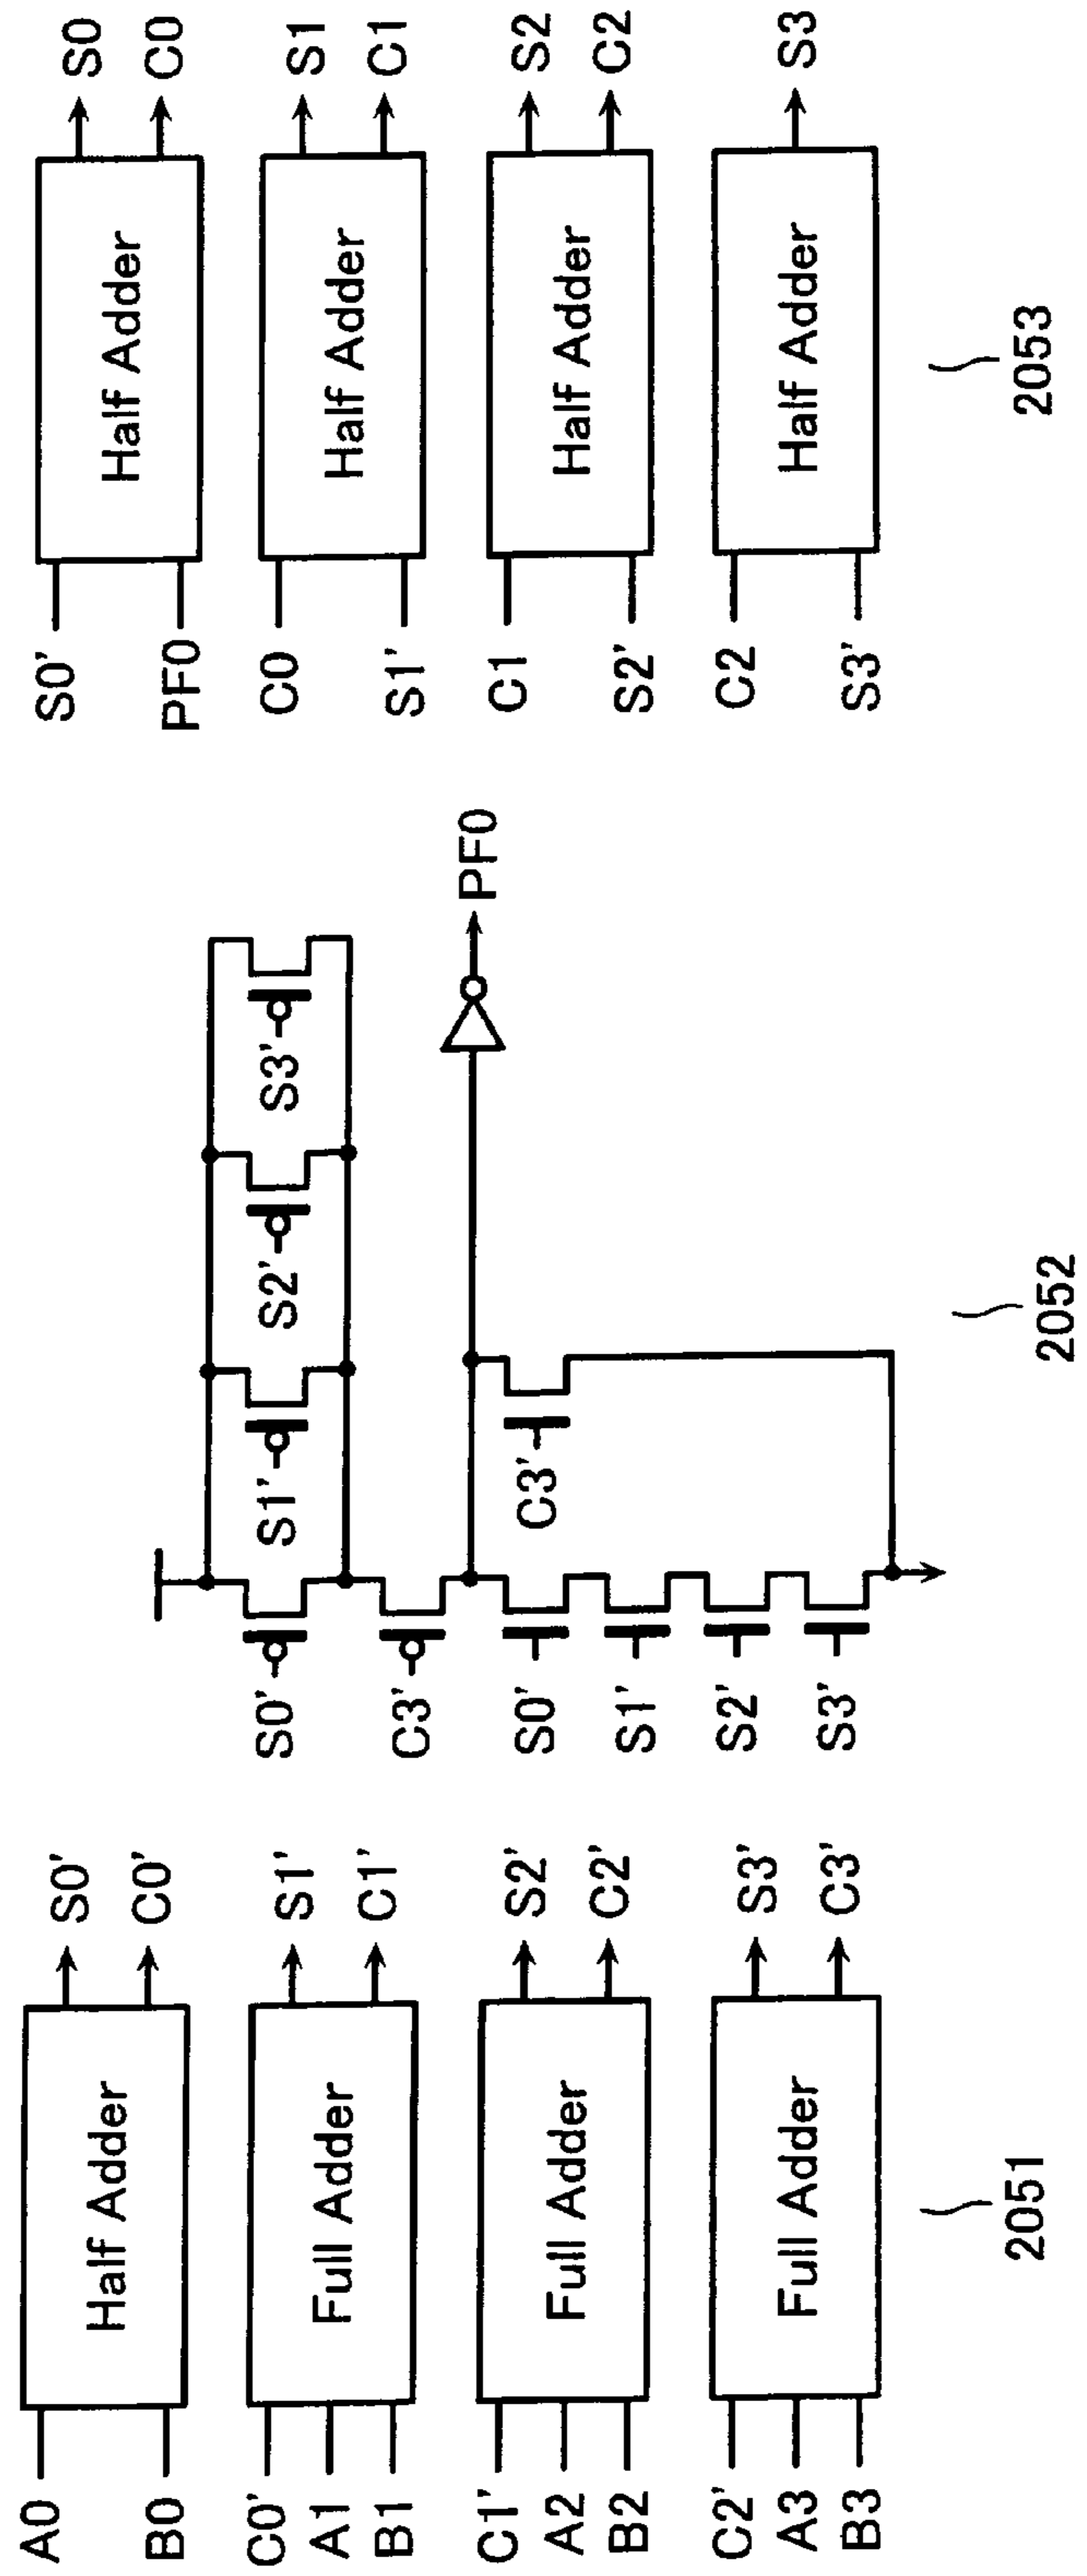 A0
B0
Half Adder
S0'
C0'
C0'
A1
B1
Full Adder
S1'
C1'
C1'
A2
B2
Full Adder
S2'
C2'
C2'
A3
B3
Full Adder
S3'
C3'
2051
S0'
S1'
S2'
S3'
C3'
S0'
S1'
S2'
S3'
C3'
PF0
2052
S0'
PF0
Half Adder
S0
C0
C0
S1'
Half Adder
S1
C1
C1
S2'
Half Adder
S2
C2
C2
S3'
Half Adder
S3
2053